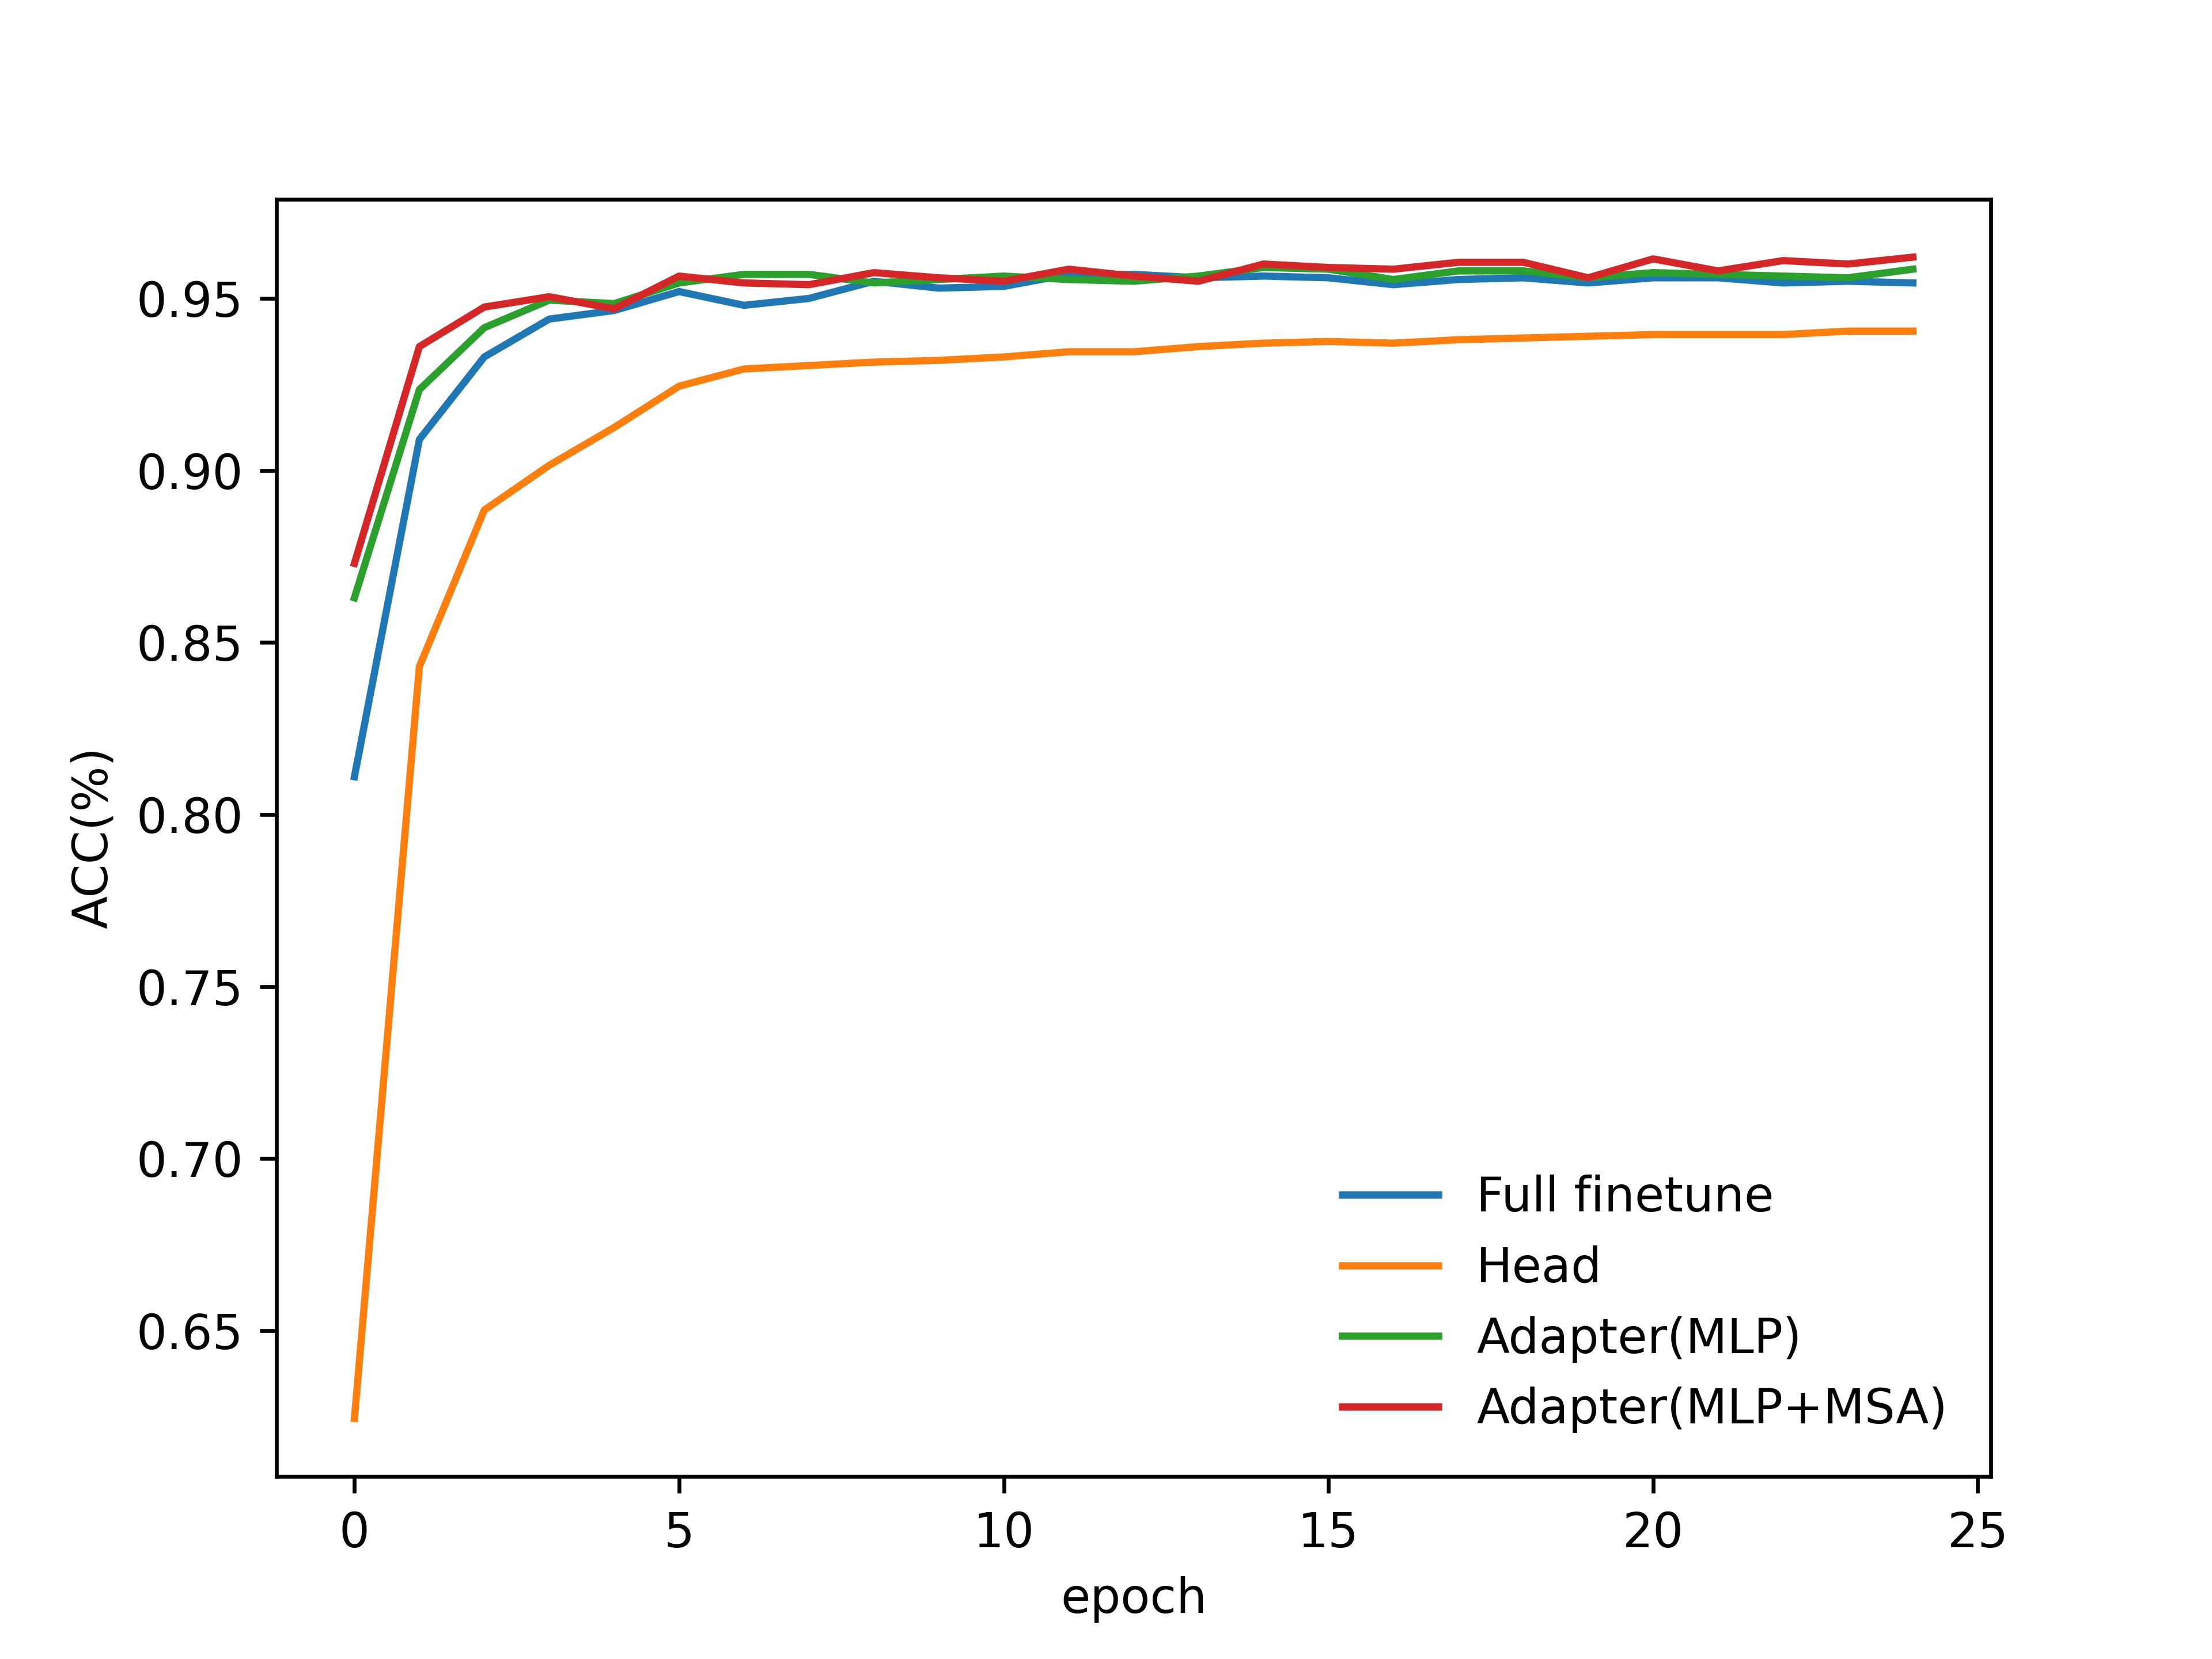 0.95
0.90
0.85
0.80
0.75
0.70
0.65
ACC(%)
0 5 10 15 20 25
epoch
Full finetune
Head
Adapter(MLP)
Adapter(MLP+MSA)